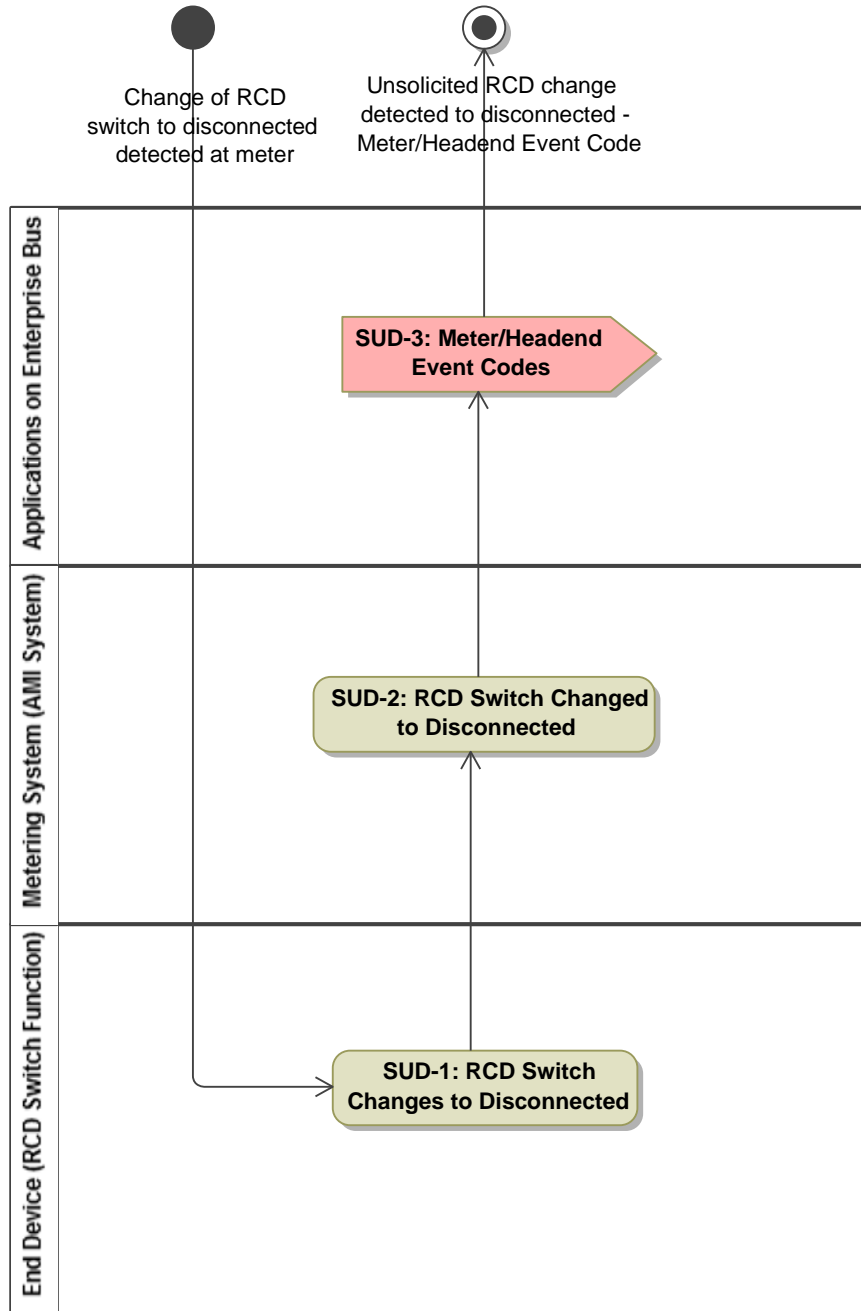 Change of RCD
switch to disconnected
detected at meter
Unsolicited RCD change
detected to disconnected -
Meter/Headend Event Code
Applications on Enterprise Bus
SUD-3: Meter/Headend
Event Codes
Metering System (AMI System)
SUD-2: RCD Switch Changed
to Disconnected
End Device (RCD Switch Function)
SUD-1: RCD Switch
Changes to Disconnected